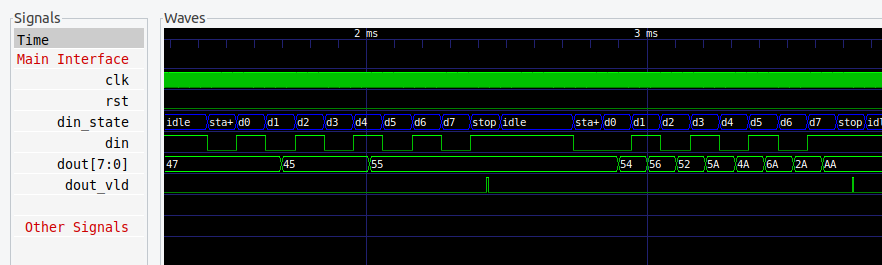 Signals
Waves
Time
2 ms 3 ms
Main Interface
clk
rst
din_state idle sta+ d0 d1 d2 d3 d4 d5 d6 d7 stop idle sta+ d0 d1 d2 d3 d4 d5 d6 d7 stop idl
din
dout[7:0] 47 45 55 54 56 52 5A 4A 6A 2A AA
dout_vld
Other Signals